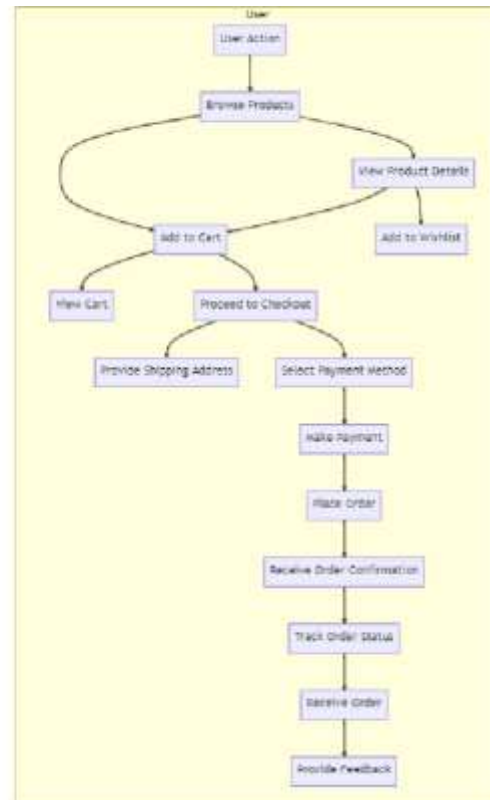 User
User Action
Browse Products
View Product Details
Add to Cart
Add to Wishlist
View Cart
Proceed to Checkout
Provide Shipping Address
Select Payment Method
Make Payment
Place Order
Receive Order Confirmation
Track Order Status
Receive Order
Provide Feedback